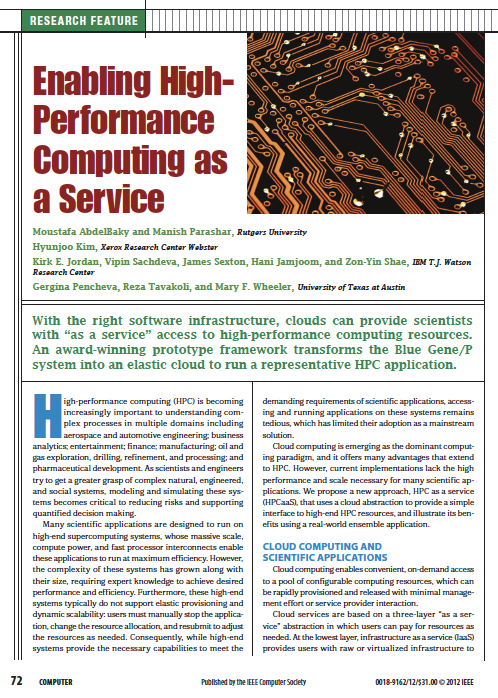 RESEARCH FEATURE
Enabling High-
Performance
Computing as
a Service
Moustafa AbdelBaky and Manish Parashar, Rutgers University
Hyunjoo Kim, Xerox Research Center Webster
Kirk E. Jordan, Vipin Sachdeva, James Sexton, Hani Jamjoom, and Zon-Yin Shae, IBM T.J. Watson
Research Center
Gergina Pencheva, Reza Tavakoli, and Mary F. Wheeler, University of Texas at Austin
With the right software infrastructure, clouds can provide scientists
with “as a service” access to high-performance computing resources.
An award-winning prototype framework transforms the Blue Gene/P
system into an elastic cloud to run a representative HPC application.
High-performance computing (HPC) is becoming
increasingly important to understanding com-
plex processes in multiple domains including
aerospace and automotive engineering; business
analytics; entertainment; finance; manufacturing; oil and
gas exploration, drilling, refinement, and processing; and
pharmaceutical development. As scientists and engineers
try to get a greater grasp of complex natural, engineered,
and social systems, modeling and simulating these sys-
tems becomes critical to reducing risks and supporting
quantified decision making.
Many scientific applications are designed to run on
high-end supercomputing systems, whose massive scale,
compute power, and fast processor interconnects enable
these applications to run at maximum efficiency. However,
the complexity of these systems has grown along with
their size, requiring expert knowledge to achieve desired
performance and efficiency. Furthermore, these high-end
systems typically do not support elastic provisioning and
dynamic scalability: users must manually stop the applica-
tion, change the resource allocation, and resubmit to adjust
the resources as needed. Consequently, while high-end
systems provide the necessary capabilities to meet the
demanding requirements of scientific applications, access-
ing and running applications on these systems remains
tedious, which has limited their adoption as a mainstream
solution.
Cloud computing is emerging as the dominant comput-
ing paradigm, and it offers many advantages that extend
to HPC. However, current implementations lack the high
performance and scale necessary for many scientific ap-
plications. We propose a new approach, HPC as a service
(HPCaaS), that uses a cloud abstraction to provide a simple
interface to high-end HPC resources, and illustrate its ben-
efits using a real-world ensemble application.
CLOUD COMPUTING AND
SCIENTIFIC APPLICATIONS
Cloud computing enables convenient, on-demand access
to a pool of configurable computing resources, which can
be rapidly provisioned and released with minimal manage-
ment effort or service provider interaction.
Cloud services are based on a three-layer “as a ser-
vice” abstraction in which users can pay for resources as
needed. At the lowest layer, infrastructure as a service (IaaS)
provides users with raw or virtualized infrastructure to
72 COMPUTER Published by the IEEE Computer Society 0018-9162/12/$31.00 © 2012 IEEE